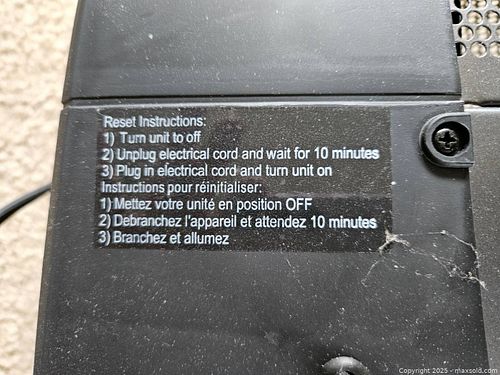 Reset Instructions:
1) Turn unit to off
2) Unplug electrical cord and wait for 10 minutes
3) Plug in electrical cord and turn unit on
Instructions pour réinitialiser:
1) Mettez votre unité en position OFF
2) Debranchez l'appareil et attendez 10 minutes
3) Branchez et allumez
Copyright 2025 - maxsold.com